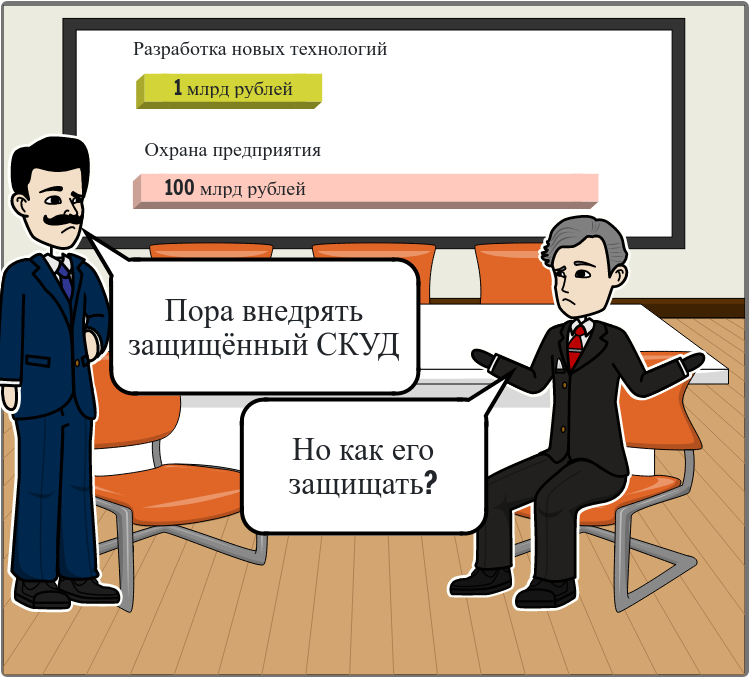 Разработка новых технологий
1 млрд рублей
Охрана предприятия
100 млрд рублей
Пора внедрять
защищённый СКУД
Но как его
защищать?